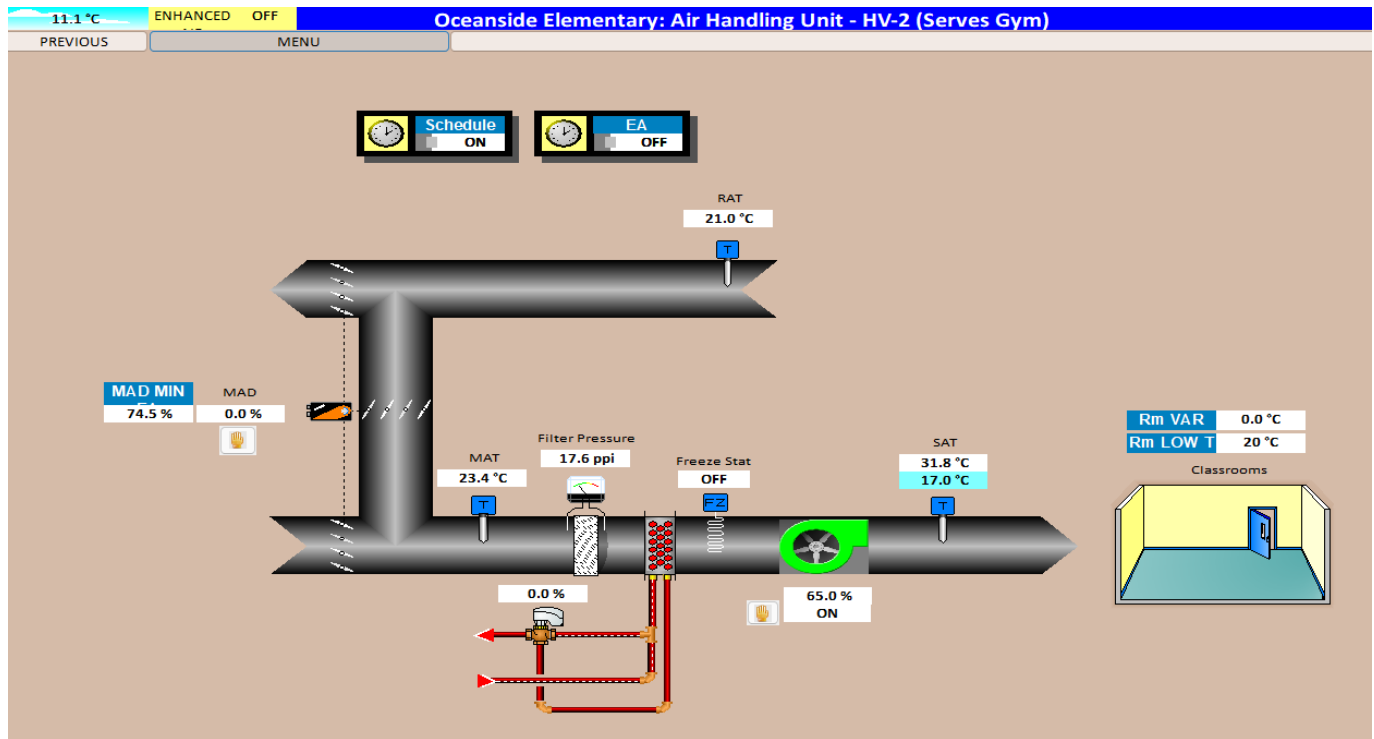 11.1 °C
ENHANCED OFF
Oceanside Elementary: Air Handling Unit - HV-2 (Serves Gym)
PREVIOUS
MENU
Schedule
ON
EA
OFF
RAT
21.0 °C
T
MAD MIN
74.5 %
MAD
0.0 %
MAT
23.4 °C
T
Filter Pressure
17.6 ppi
Freeze Stat
OFF
FZ
SAT
31.8 °C
17.0 °C
T
Rm VAR 0.0 °C
Rm LOW T 20 °C
Classrooms
0.0 %
65.0 %
ON